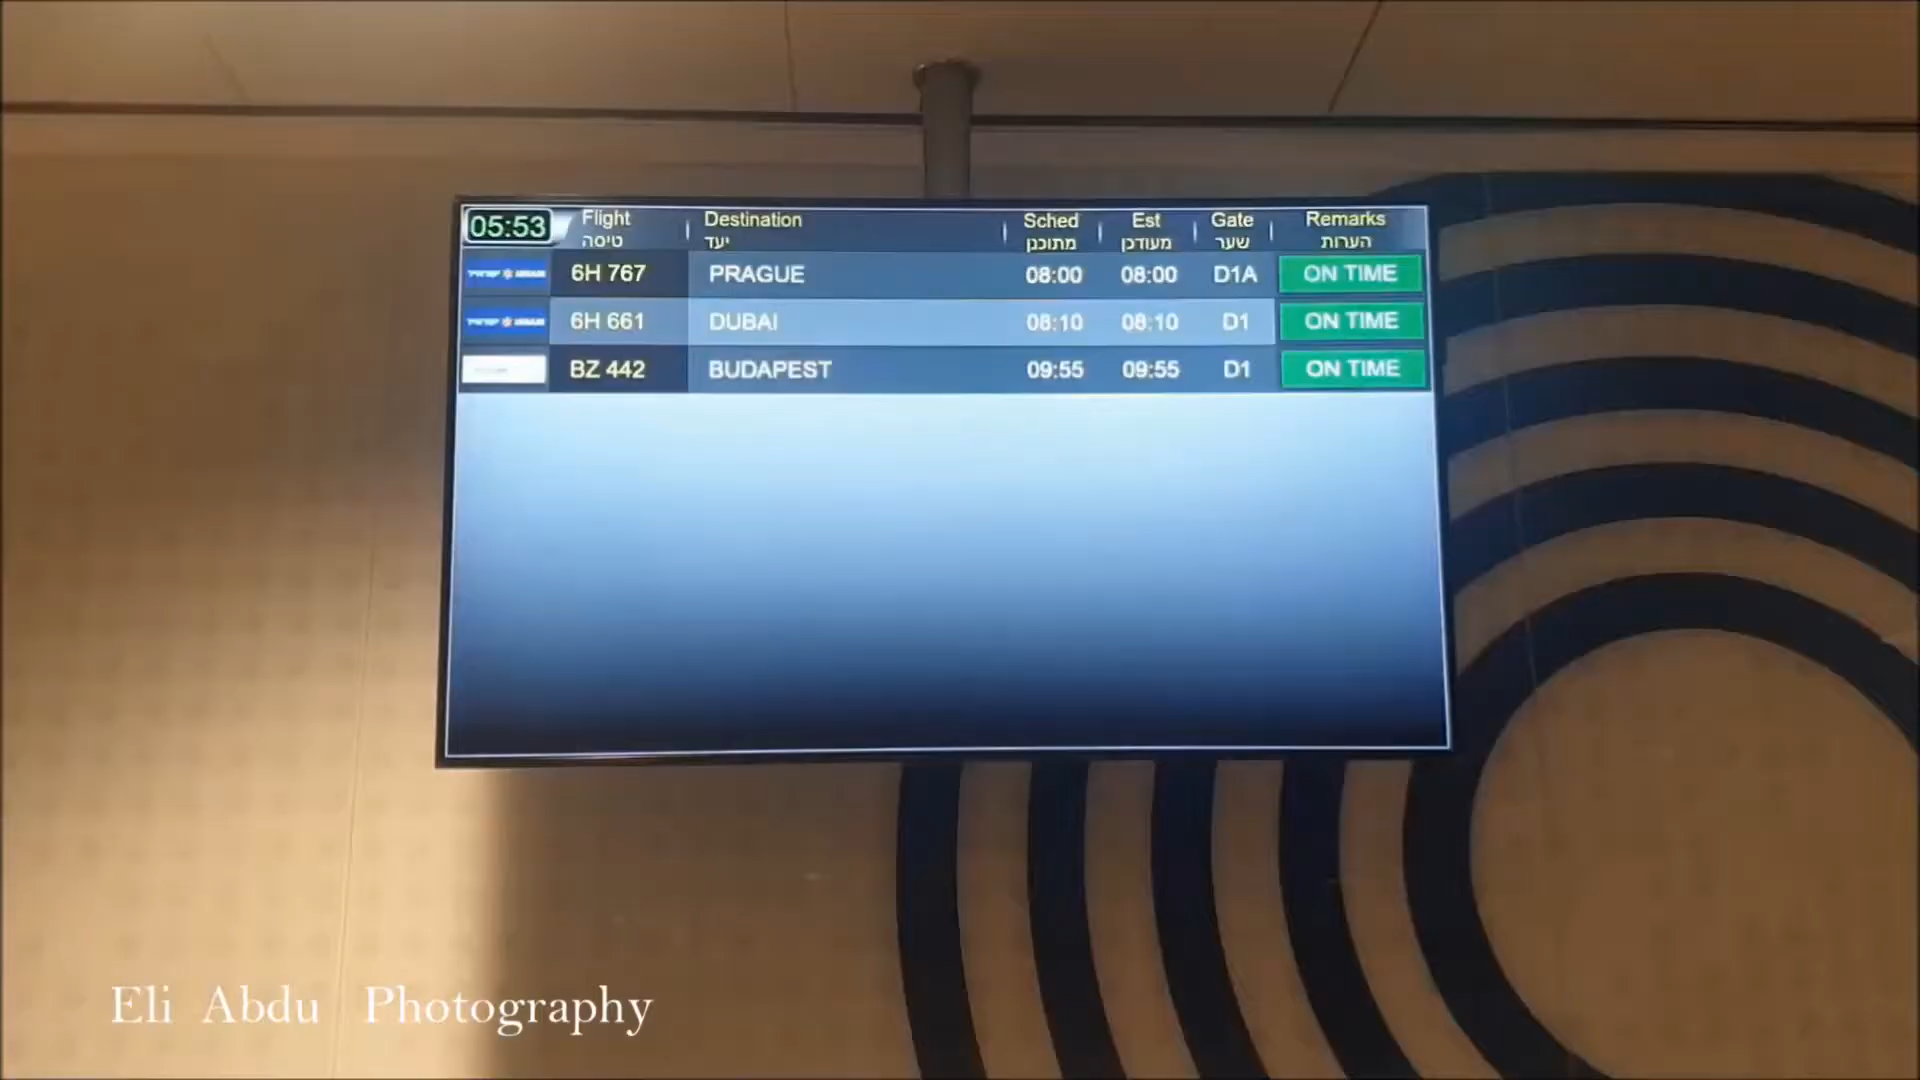 05:53 Flight Destination Sched Est Gate Remarks
טיסה יעד מתוכנן מעודכן שער הערות
6H 767 PRAGUE 08:00 08:00 D1A ON TIME
6H 661 DUBAI 08:10 08:10 D1 ON TIME
BZ 442 BUDAPEST 09:55 09:55 D1 ON TIME
Eli Abdu Photography